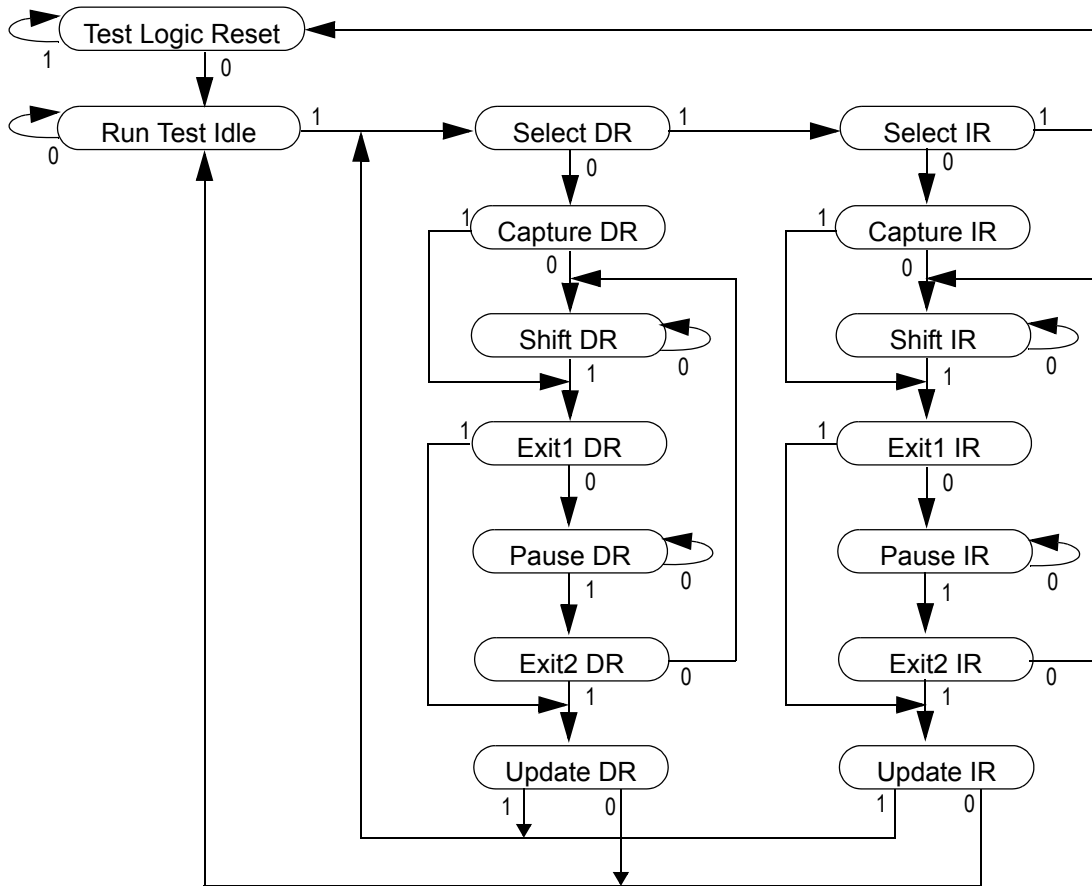 Test Logic Reset
1
0
Run Test Idle
1
Select DR
1
Select IR
1
0
0
0
1
Capture DR
1
Capture IR
0
0
Shift DR
Shift IR
0
0
1
1
1
Exit1 DR
1
Exit1 IR
0
0
Pause DR
Pause IR
0
0
1
1
Exit2 DR
Exit2 IR
0
0
1
1
Update DR
Update IR
1
0
1
0